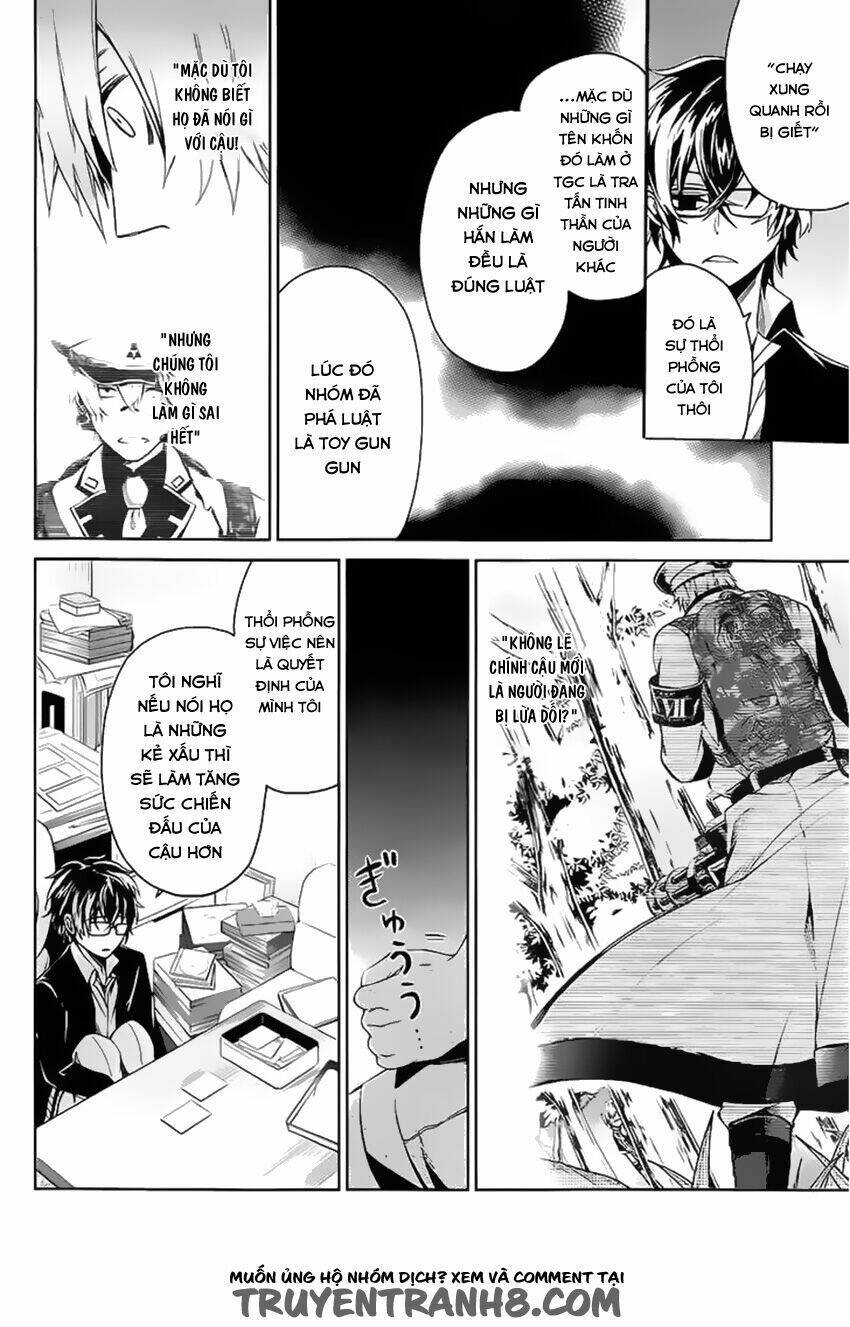 "CHẠY
XUNG
QUANH RỒI
BỊ GIẾT"
ĐÓ LÀ
SỰ THỔI
PHỒNG
CỦA TÔI
THÔI
...MẶC DÙ
NHỮNG GÌ
TÊN KHỐN
ĐÓ LÀM Ở
TGC LÀ TRA
TẤN TINH
THẦN CỦA
NGƯỜI
KHÁC
NHƯNG
NHỮNG GÌ
HẮN LÀM
ĐỀU LÀ
ĐÚNG LUẬT
LÚC ĐÓ
NHÓM ĐÃ
PHÁ LUẬT
LÀ TOY GUN
GUN
"MẶC DÙ TÔI
KHÔNG BIẾT
HỌ ĐÃ NÓI GÌ
VỚI CẬU!
"NHƯNG
CHÚNG TÔI
KHÔNG
LÀM GÌ SAI
HẾT"
"KHÔNG LẼ
CHÍNH CẬU MỚI
LÀ NGƯỜI ĐANG
BỊ LỪA DỐI?"
VII
ぎゅうう
THỔI PHỒNG
SỰ VIỆC NÊN
LÀ QUYẾT
ĐỊNH CỦA
MÌNH TÔI
TÔI NGHĨ
NẾU NÓI HỌ
LÀ NHỮNG
KẺ XẤU THÌ
SẼ LÀM TĂNG
SỨC CHIẾN
ĐẤU CỦA
CẬU HƠN
MUỐN ỦNG HỘ NHÓM DỊCH? XEM VÀ COMMENT TẠI
TRUYENTRANH8.COM